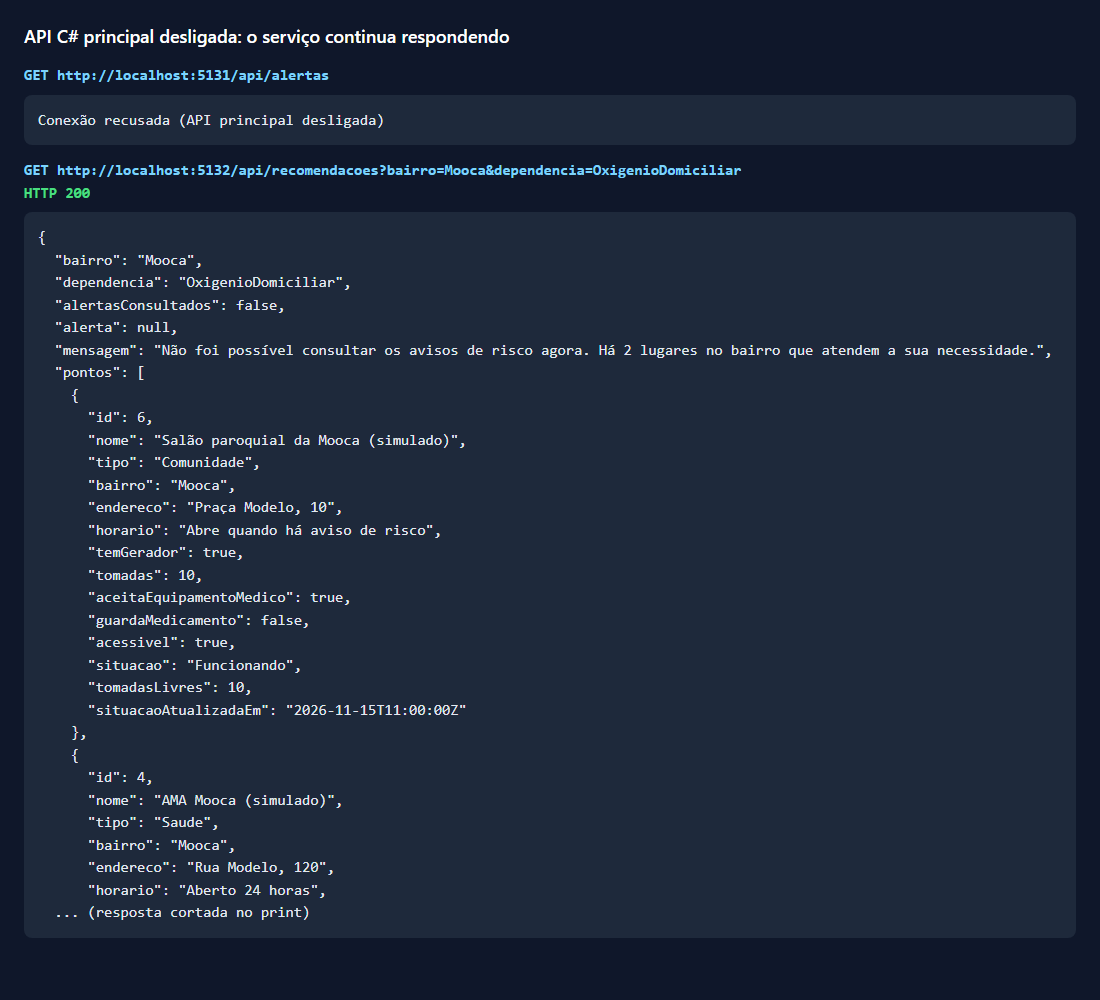 API C# principal desligada: o serviço continua respondendo
GET http://localhost:5131/api/alertas
Conexão recusada (API principal desligada)
GET http://localhost:5132/api/recomendacoes?bairro=Mooca&dependencia=OxigenioDomiciliar
HTTP 200
{
  "bairro": "Mooca",
  "dependencia": "OxigenioDomiciliar",
  "alertasConsultados": false,
  "alerta": null,
  "mensagem": "Não foi possível consultar os avisos de risco agora. Há 2 lugares no bairro que atendem a sua necessidade.",
  "pontos": [
    {
      "id": 6,
      "nome": "Salão paroquial da Mooca (simulado)",
      "tipo": "Comunidade",
      "bairro": "Mooca",
      "endereco": "Praça Modelo, 10",
      "horario": "Abre quando há aviso de risco",
      "temGerador": true,
      "tomadas": 10,
      "aceitaEquipamentoMedico": true,
      "guardaMedicamento": false,
      "acessivel": true,
      "situacao": "Funcionando",
      "tomadasLivres": 10,
      "situacaoAtualizadaEm": "2026-11-15T11:00:00Z"
    },
    {
      "id": 4,
      "nome": "AMA Mooca (simulado)",
      "tipo": "Saude",
      "bairro": "Mooca",
      "endereco": "Rua Modelo, 120",
      "horario": "Aberto 24 horas",
  ... (resposta cortada no print)